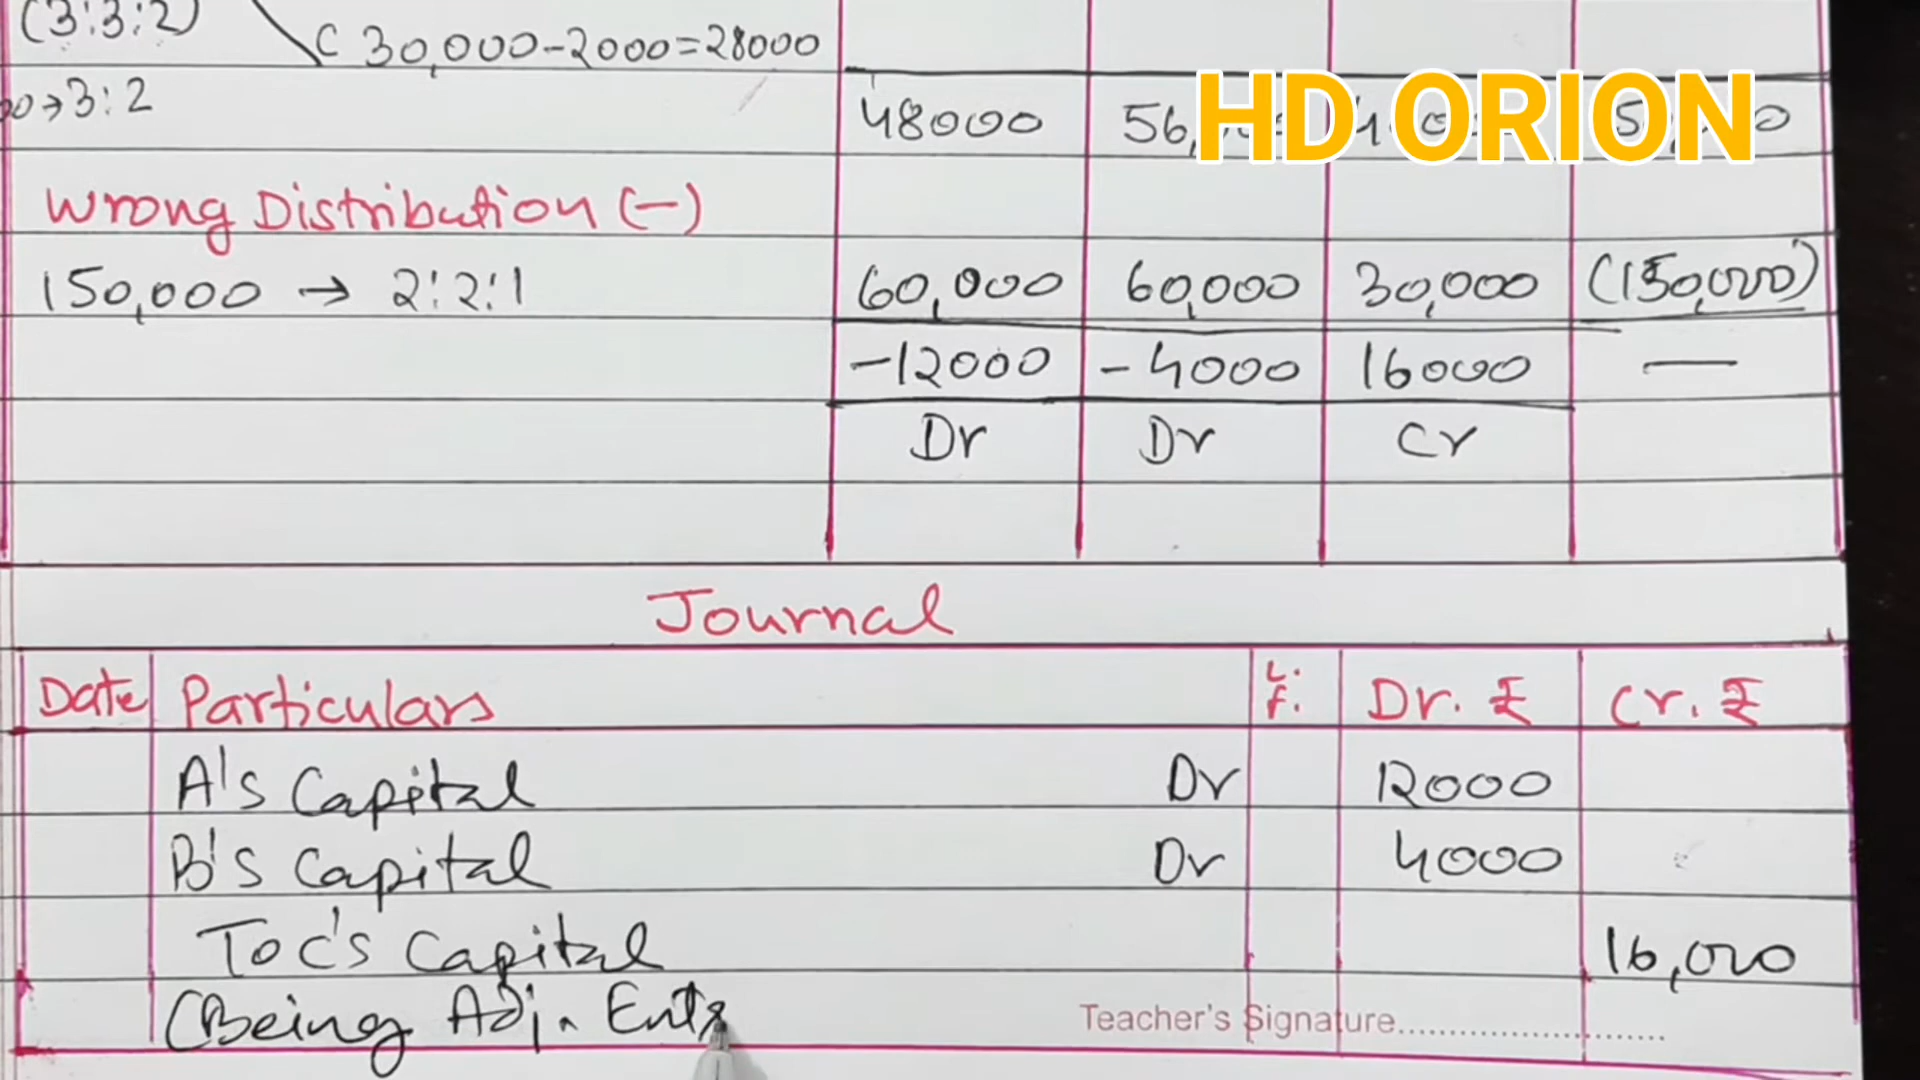 (3:3:2)
C 30,000-2000=28000
→3:2
48000
HD ORION
Wrong Distribution (-)
150,000 → 2:2:1 60,000 60,000 30,000 (150,000)
-12000 -4000 16000 —
Dr Dr Cr
Journal
Date Particulars L.F. Dr. ₹ Cr. ₹
A's Capital Dr 12000
B's Capital Dr 4000
To C's Capital 16,000
(Being Adj. Entry
Teacher's Signature